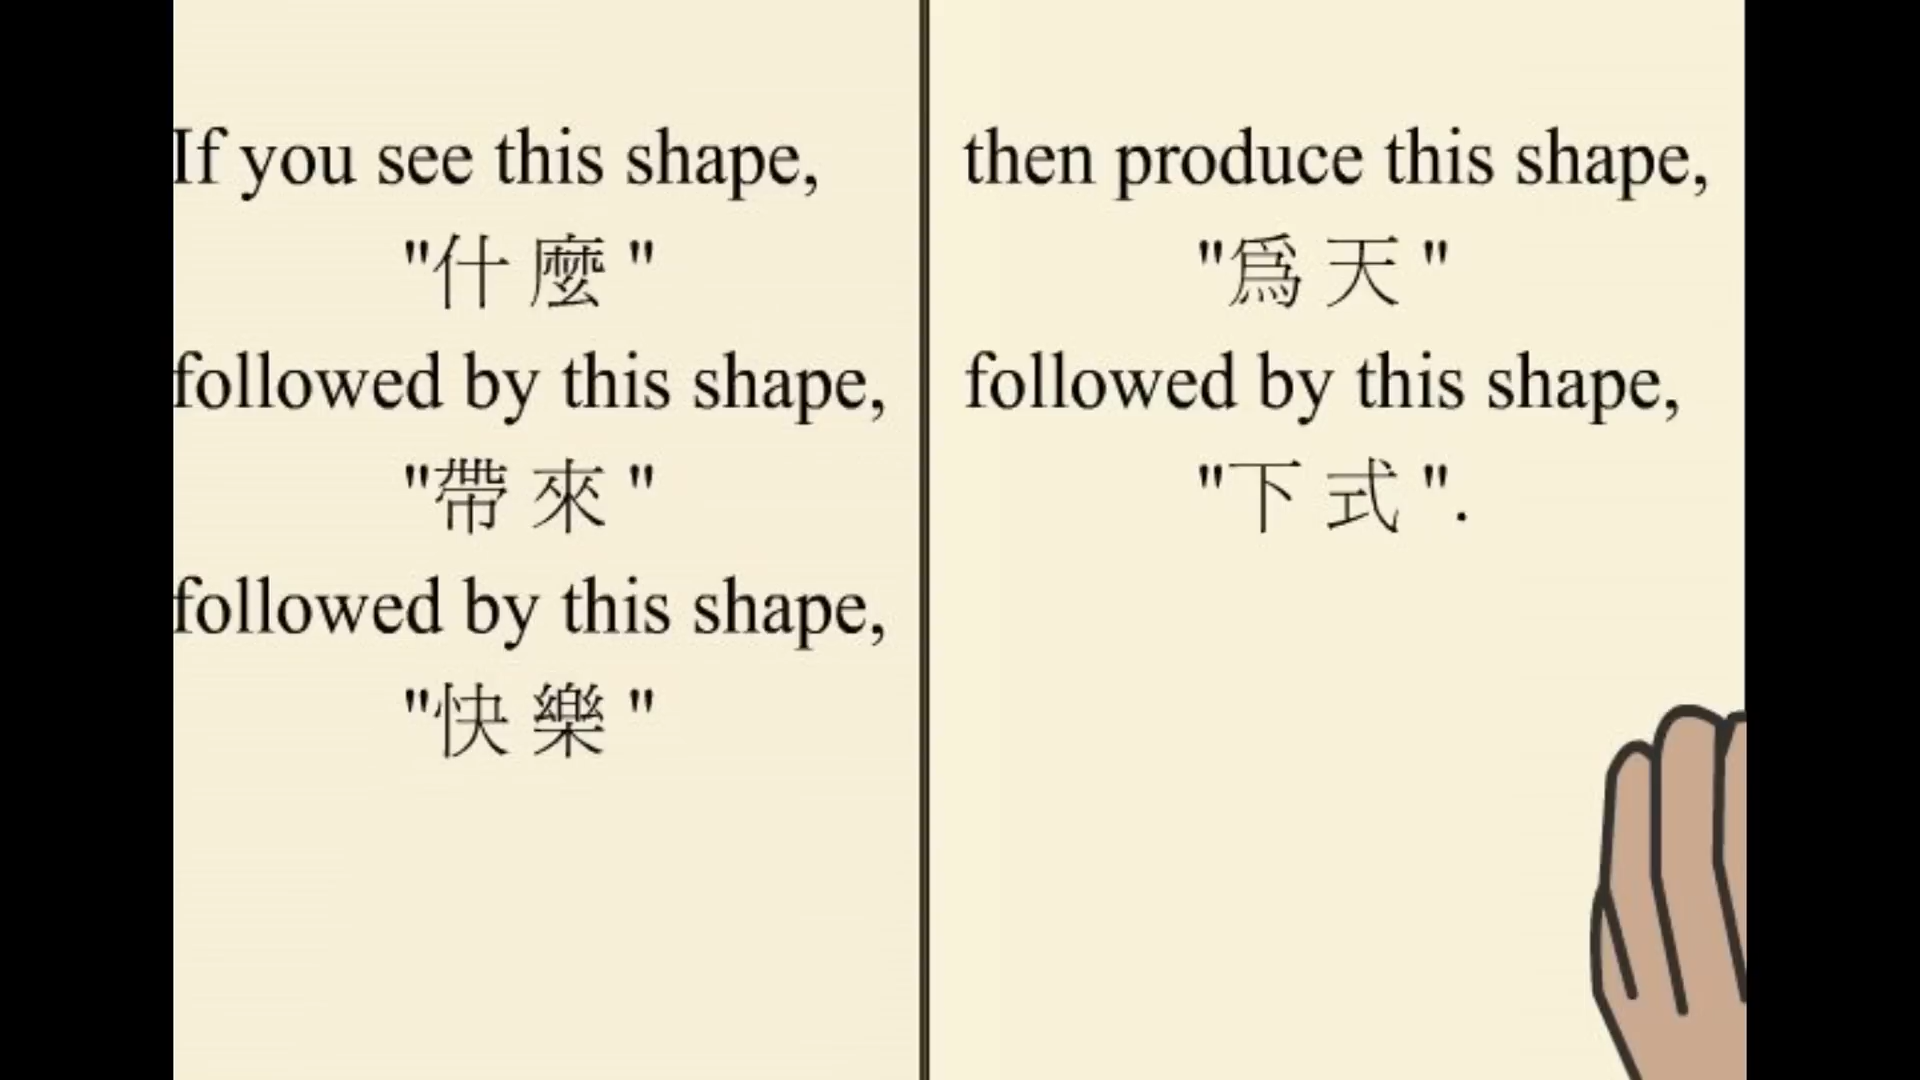 If you see this shape,
"什麼"
followed by this shape,
"帶來"
followed by this shape,
"快樂"
then produce this shape,
"爲天"
followed by this shape,
"下式".